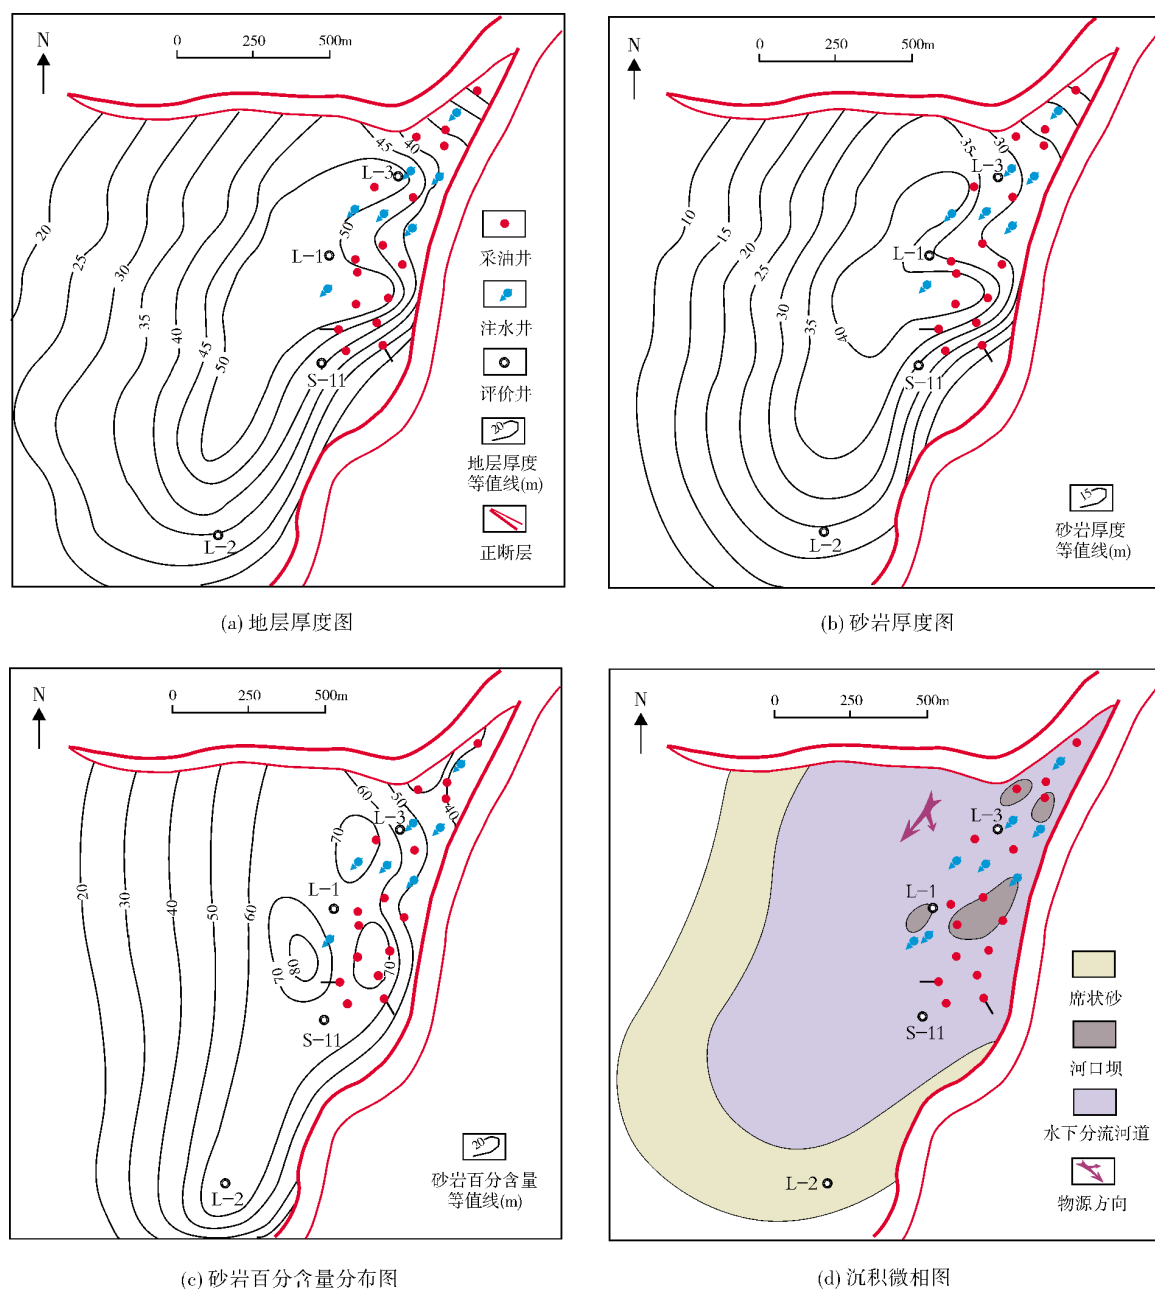 N
0 250 500m
45
40
L-3
50
L-1
20
25
30
35
40
45
50
S-11
L-2
采油井
注水井
评价井
20
地层厚度
等值线(m)
正断层
(a) 地层厚度图
N
0 250 500m
35
30
L-3
L-1
10
15
20
25
30
35
40
S-11
L-2
15
砂岩厚度
等值线(m)
(b) 砂岩厚度图
N
0 250 500m
60
50
40
L-3
70
L-1
20
30
40
50
60
70
80
70
S-11
L-2
20
砂岩百分含量
等值线(m)
(c) 砂岩百分含量分布图
N
0 250 500m
L-3
L-1
S-11
L-2
席状砂
河口坝
水下分流河道
物源方向
(d) 沉积微相图